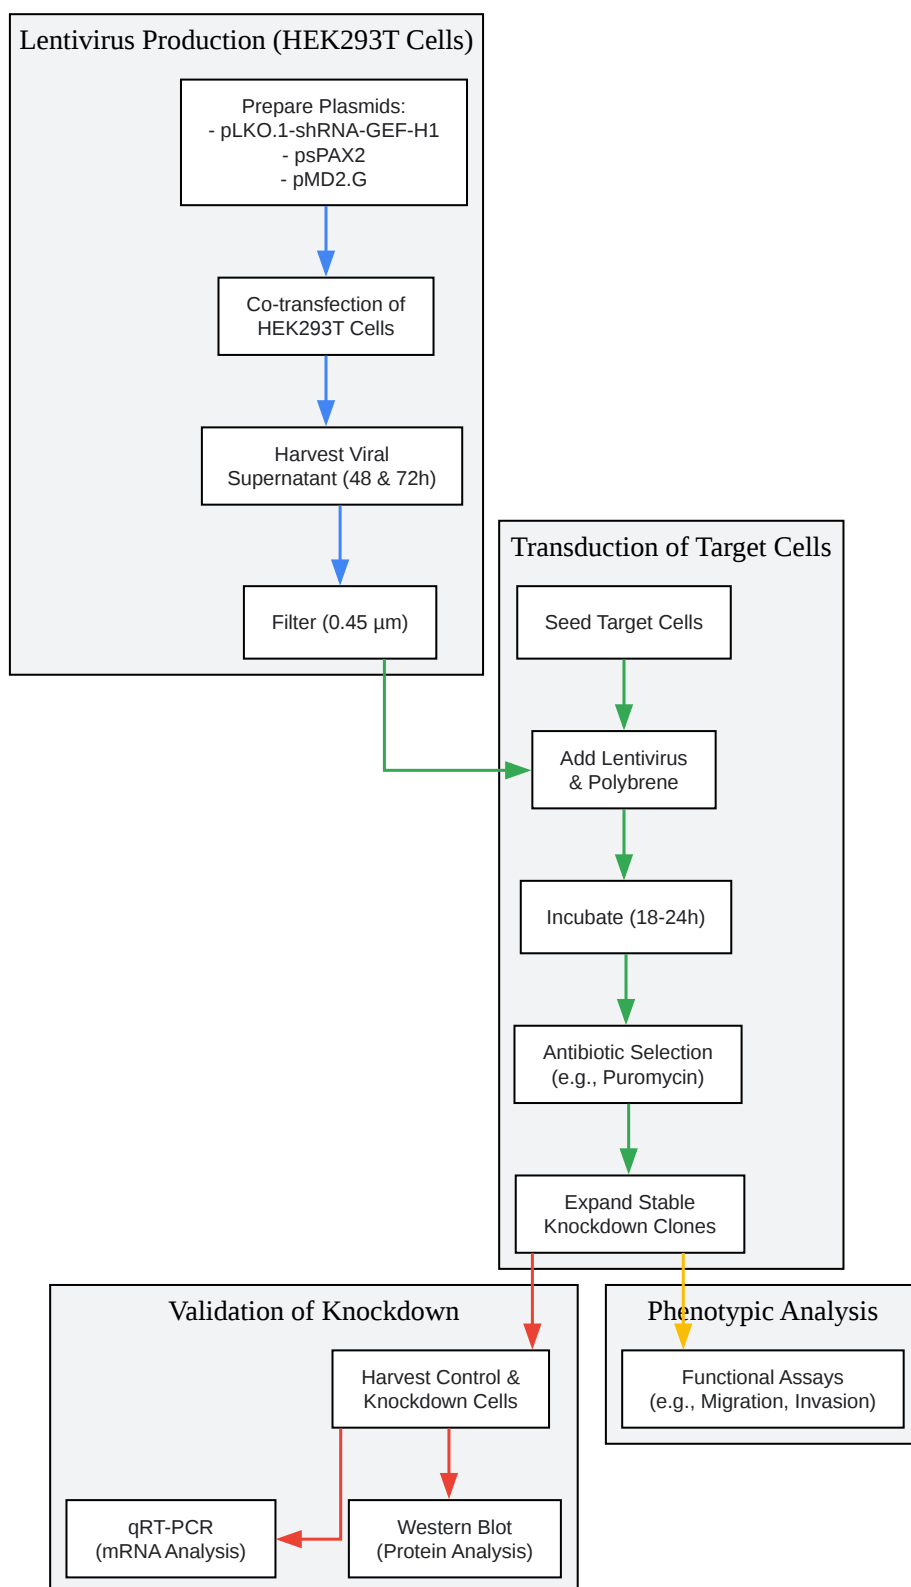 Lentivirus Production (HEK293T Cells)
Prepare Plasmids:
- pLKO.1-shRNA-GEF-H1
- psPAX2
- pMD2.G
Co-transfection of
HEK293T Cells
Harvest Viral
Supernatant (48 & 72h)
Filter (0.45 µm)
Transduction of Target Cells
Seed Target Cells
Add Lentivirus
& Polybrene
Incubate (18-24h)
Antibiotic Selection
(e.g., Puromycin)
Expand Stable
Knockdown Clones
Validation of Knockdown
Harvest Control &
Knockdown Cells
qRT-PCR
(mRNA Analysis)
Western Blot
(Protein Analysis)
Phenotypic Analysis
Functional Assays
(e.g., Migration, Invasion)